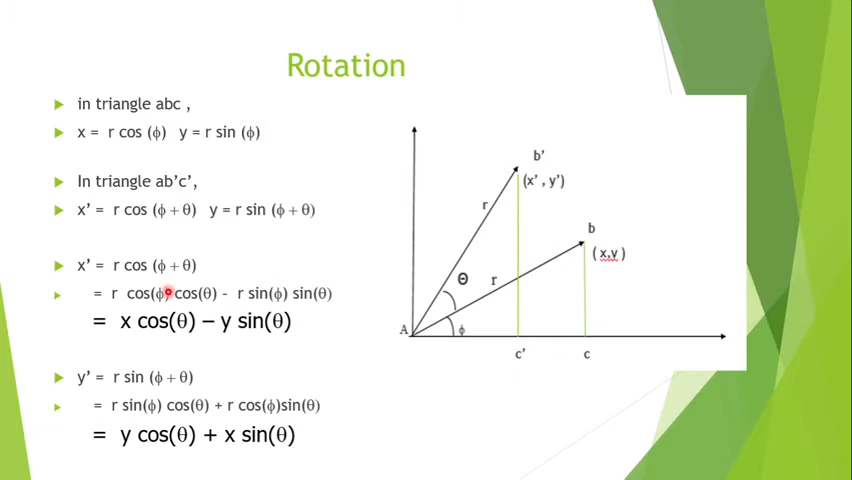 Rotation
in triangle abc ,
x = r cos (ϕ) y = r sin (ϕ)
In triangle ab’c’,
x’ = r cos (ϕ + θ) y = r sin (ϕ + θ)
x’ = r cos (ϕ + θ)
= r cos(ϕ) cos(θ) - r sin(ϕ) sin(θ)
= x cos(θ) – y sin(θ)
y’ = r sin (ϕ + θ)
= r sin(ϕ) cos(θ) + r cos(ϕ)sin(θ)
= y cos(θ) + x sin(θ)
b’
(x’ , y’)
r
b
( x,y )
Θ
r
A
ϕ
c’
c